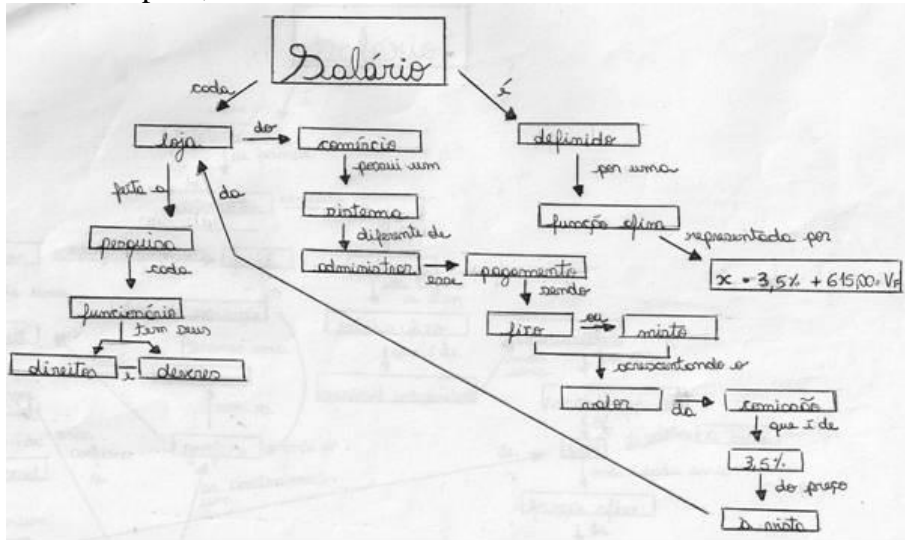 Salário
cada
é
loja
do
comércio
definido
possui um
por uma
feita a
da
sistema
função afim
pesquisa
diferente de
representada por
cada
administrar
esse
pagamento
x • 3,5% + 615,00 = VF
sendo
funcionário
tem seus
fixo
ou
misto
direitos
e
deveres
acrescentando o
valor
da
comissão
que é de
3,5%
do preço
à vista